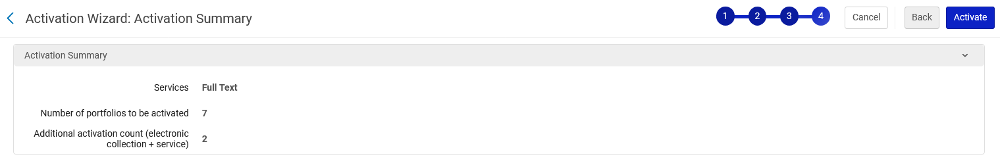 Activation Wizard: Activation Summary
1 2 3 4
Cancel
Back
Activate
Activation Summary
Services Full Text
Number of portfolios to be activated 7
Additional activation count (electronic
collection + service) 2